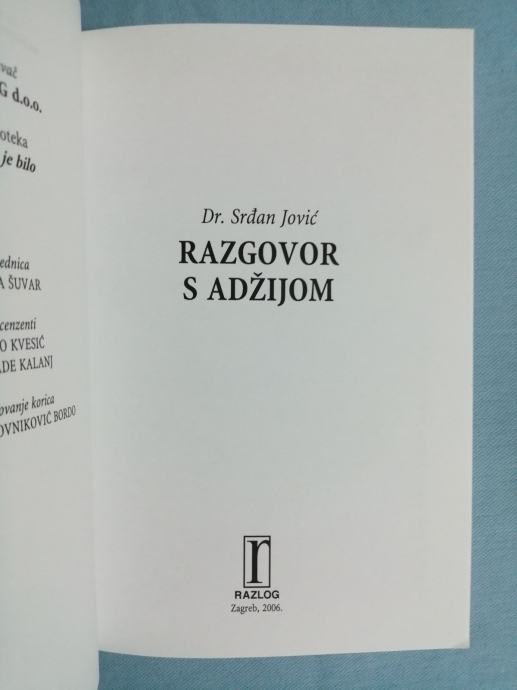 vač
G d.o.o.
oteka
je bilo
ednica
A ŠUVAR
cenzenti
O KVESIĆ
ADE KALANJ
ovanje korica
OVNIKOVIĆ BORDO
Dr. Srđan Jović
RAZGOVOR
S ADŽIJOM
r
RAZLOG
Zagreb, 2006.